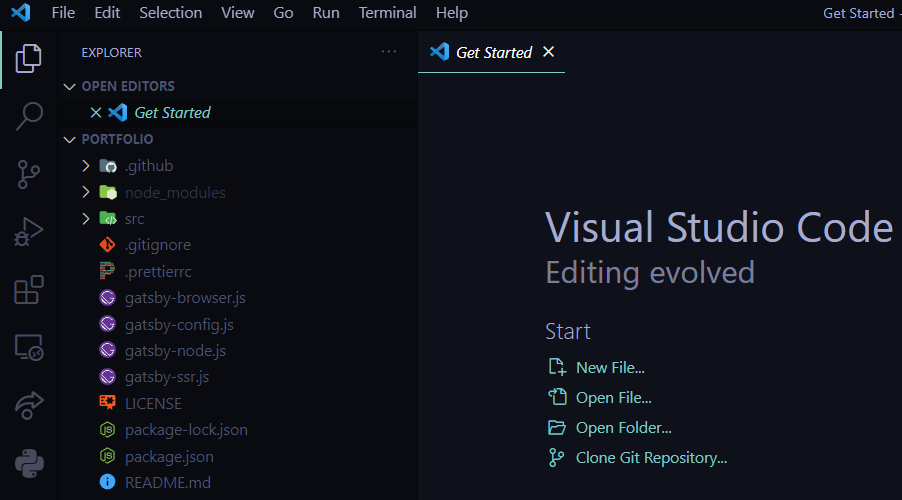 File Edit Selection View Go Run Terminal Help Get Started -
EXPLORER ···
Get Started
OPEN EDITORS
Get Started
PORTFOLIO
.github
node_modules
src
.gitignore
.prettierrc
gatsby-browser.js
gatsby-config.js
gatsby-node.js
gatsby-ssr.js
LICENSE
package-lock.json
package.json
README.md
Visual Studio Code
Editing evolved
Start
New File...
Open File...
Open Folder...
Clone Git Repository...